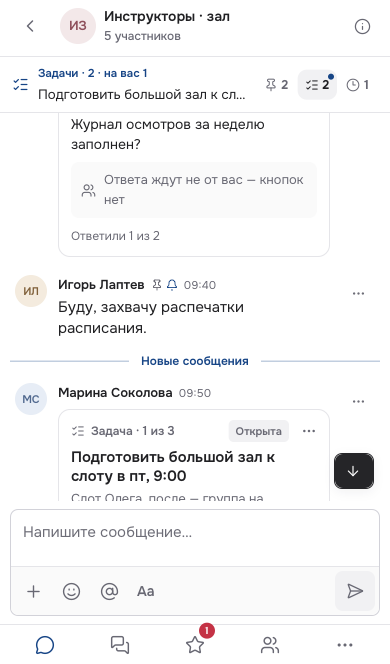 ИЗ
Инструкторы · зал
5 участников
Задачи · 2 · на вас 1
Подготовить большой зал к сл...
2
2
1
Журнал осмотров за неделю
заполнен?
Ответа ждут не от вас — кнопок
нет
Ответили 1 из 2
ИЛ
Игорь Лаптев 09:40
Буду, захвачу распечатки
расписания.
Новые сообщения
МС
Марина Соколова 09:50
Задача · 1 из 3
Открыта
Подготовить большой зал к
слоту в пт, 9:00
Слот Олега, после — группа на
Напишите сообщение...
Aa
1